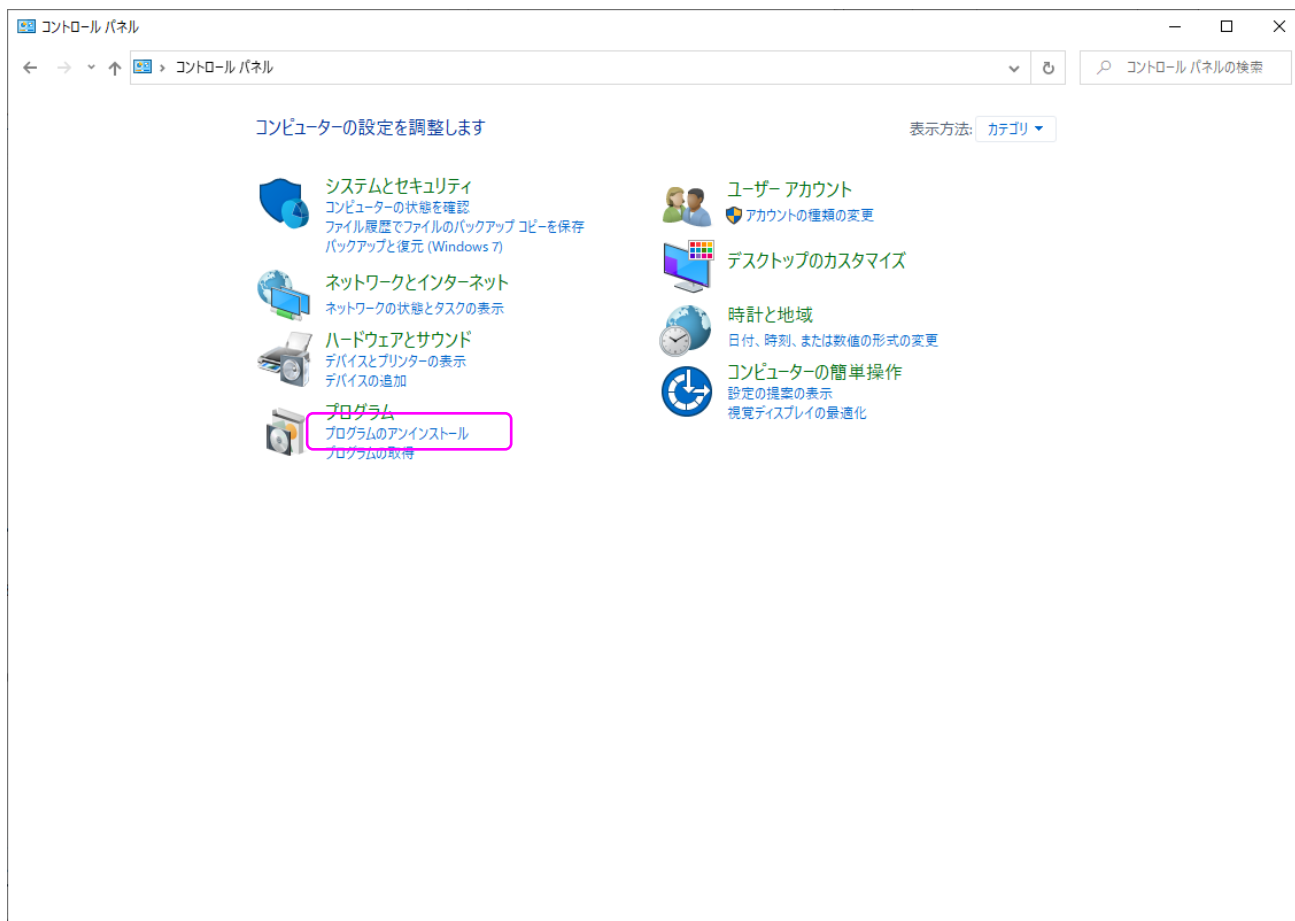 コントロール パネル
コントロール パネル
コントロール パネルの検索
コンピューターの設定を調整します
表示方法: カテゴリ
システムとセキュリティ
コンピューターの状態を確認
ファイル履歴でファイルのバックアップ コピーを保存
バックアップと復元 (Windows 7)
ネットワークとインターネット
ネットワークの状態とタスクの表示
ハードウェアとサウンド
デバイスとプリンターの表示
デバイスの追加
プログラム
プログラムのアンインストール
プログラムの取得
ユーザー アカウント
アカウントの種類の変更
デスクトップのカスタマイズ
時計と地域
日付、時刻、または数値の形式の変更
コンピューターの簡単操作
設定の提案の表示
視覚ディスプレイの最適化